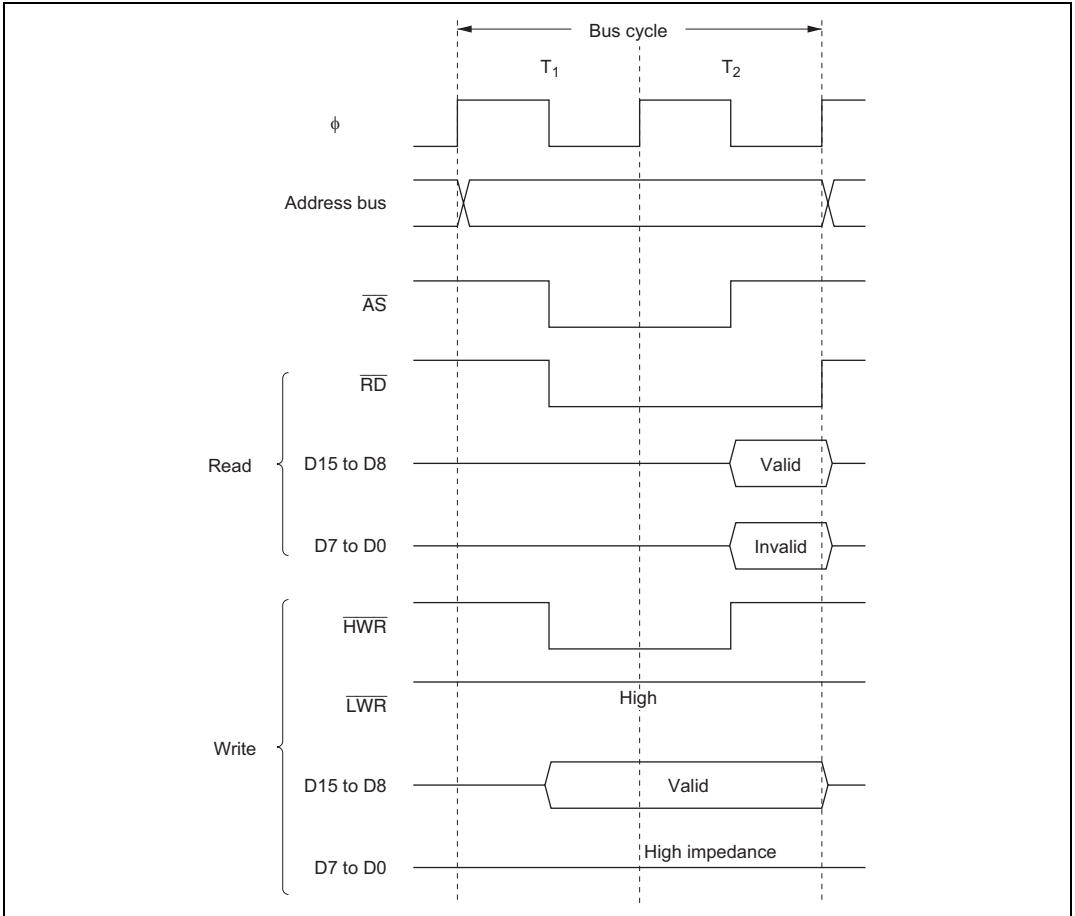 Bus cycle
T1 T2
ϕ
Address bus
AS
RD
Read
D15 to D8
Valid
D7 to D0
Invalid
HWR
LWR
High
Write
D15 to D8
Valid
D7 to D0
High impedance